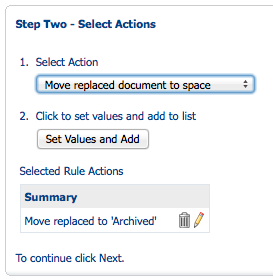 Step Two - Select Actions
1. Select Action
Move replaced document to space
2. Click to set values and add to list
Set Values and Add
Selected Rule Actions
Summary
Move replaced to 'Archived'
To continue click Next.